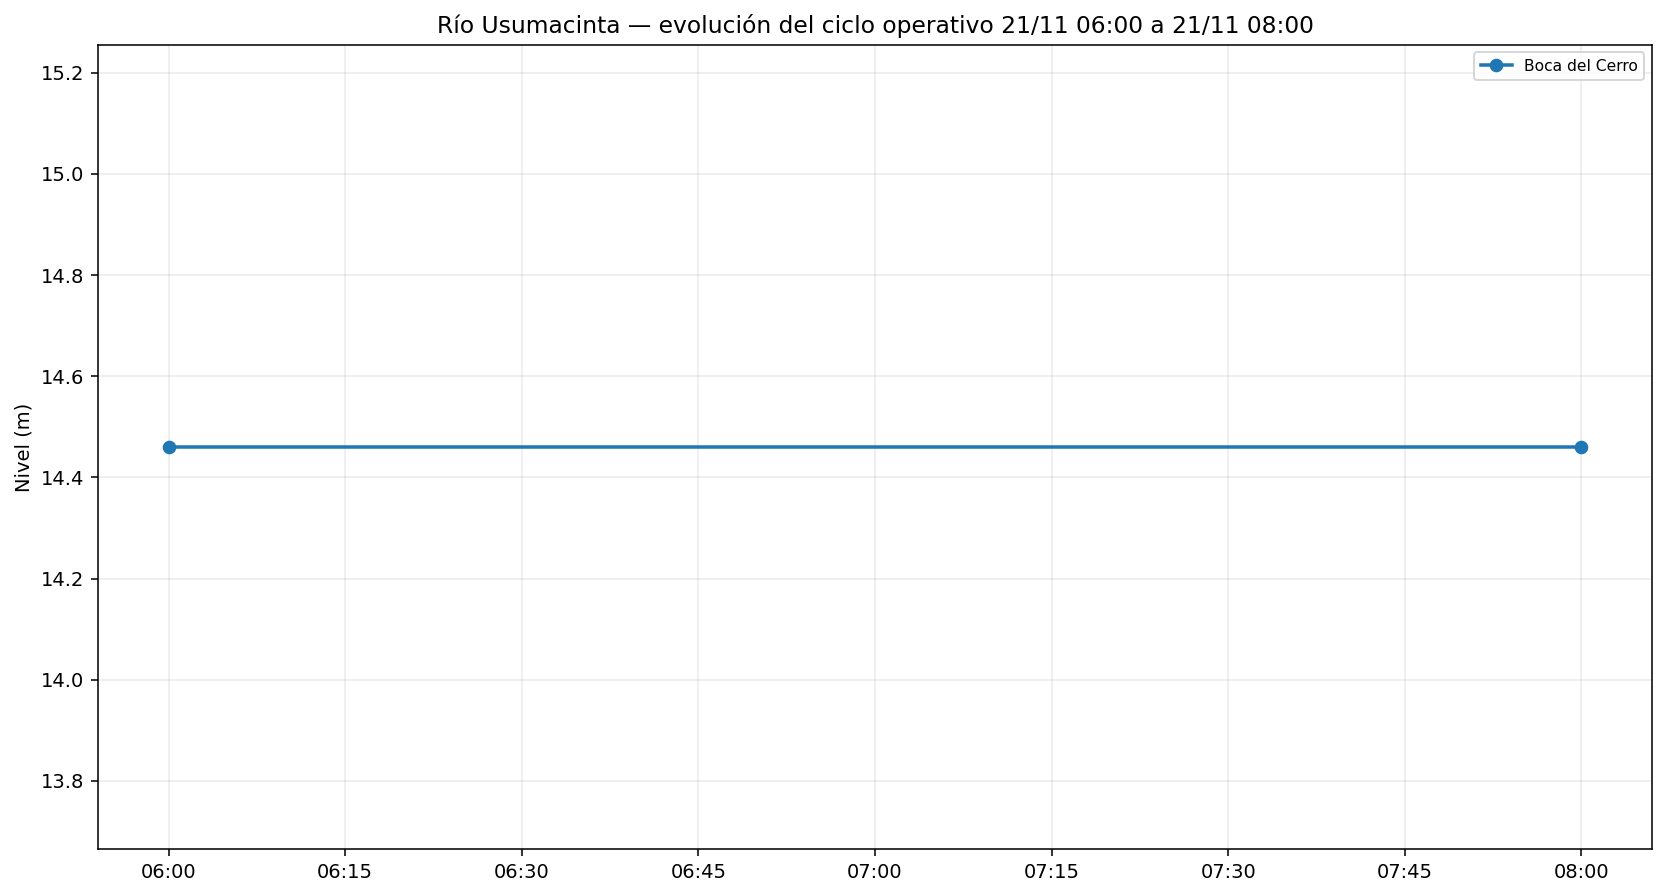 Río Usumacinta — evolución del ciclo operativo 21/11 06:00 a 21/11 08:00
Boca del Cerro
Nivel (m)
15.2
15.0
14.8
14.6
14.4
14.2
14.0
13.8
06:00 06:15 06:30 06:45 07:00 07:15 07:30 07:45 08:00